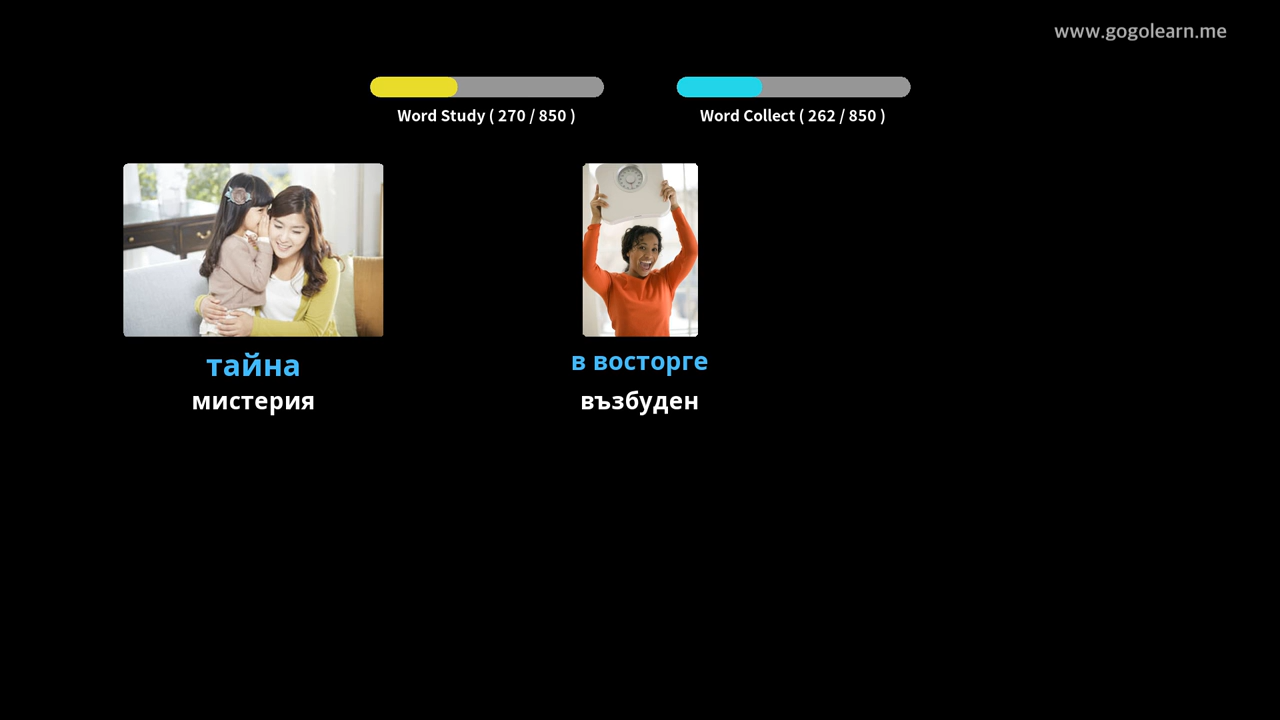 www.gogolearn.me
Word Study ( 270 / 850 )
Word Collect ( 262 / 850 )
тайна
мистерия
в восторге
възбуден